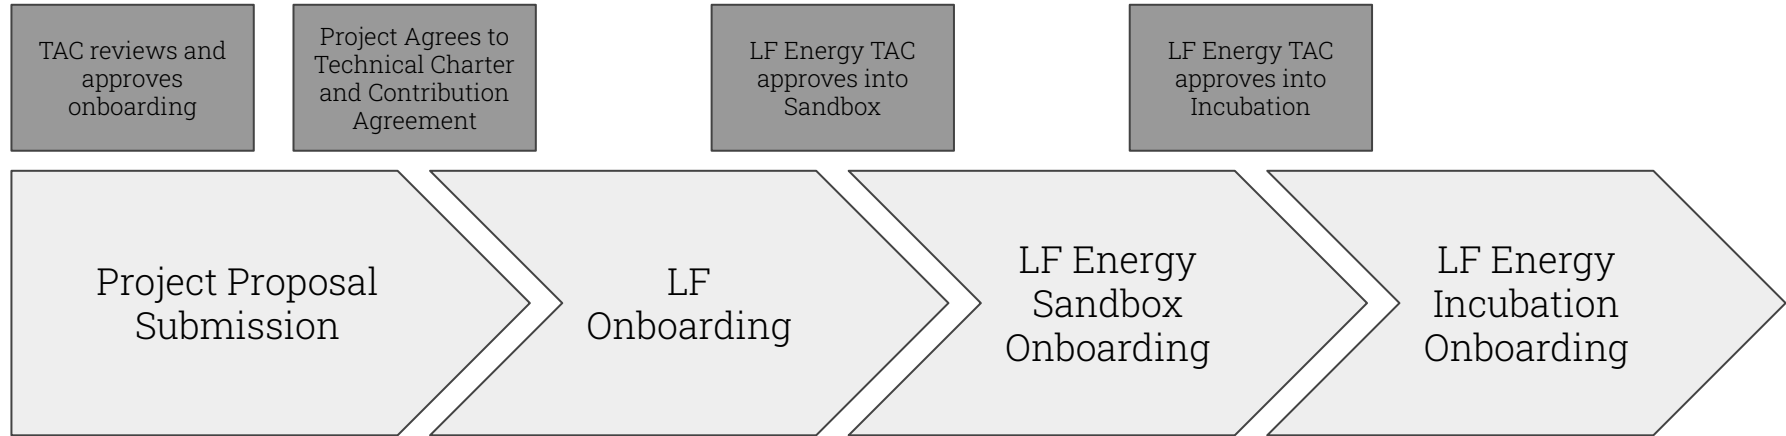 TAC reviews and
approves
onboarding
Project Agrees to
Technical Charter
and Contribution
Agreement
LF Energy TAC
approves into
Sandbox
LF Energy TAC
approves into
Incubation
Project Proposal
Submission
LF
Onboarding
LF Energy
Sandbox
Onboarding
LF Energy
Incubation
Onboarding